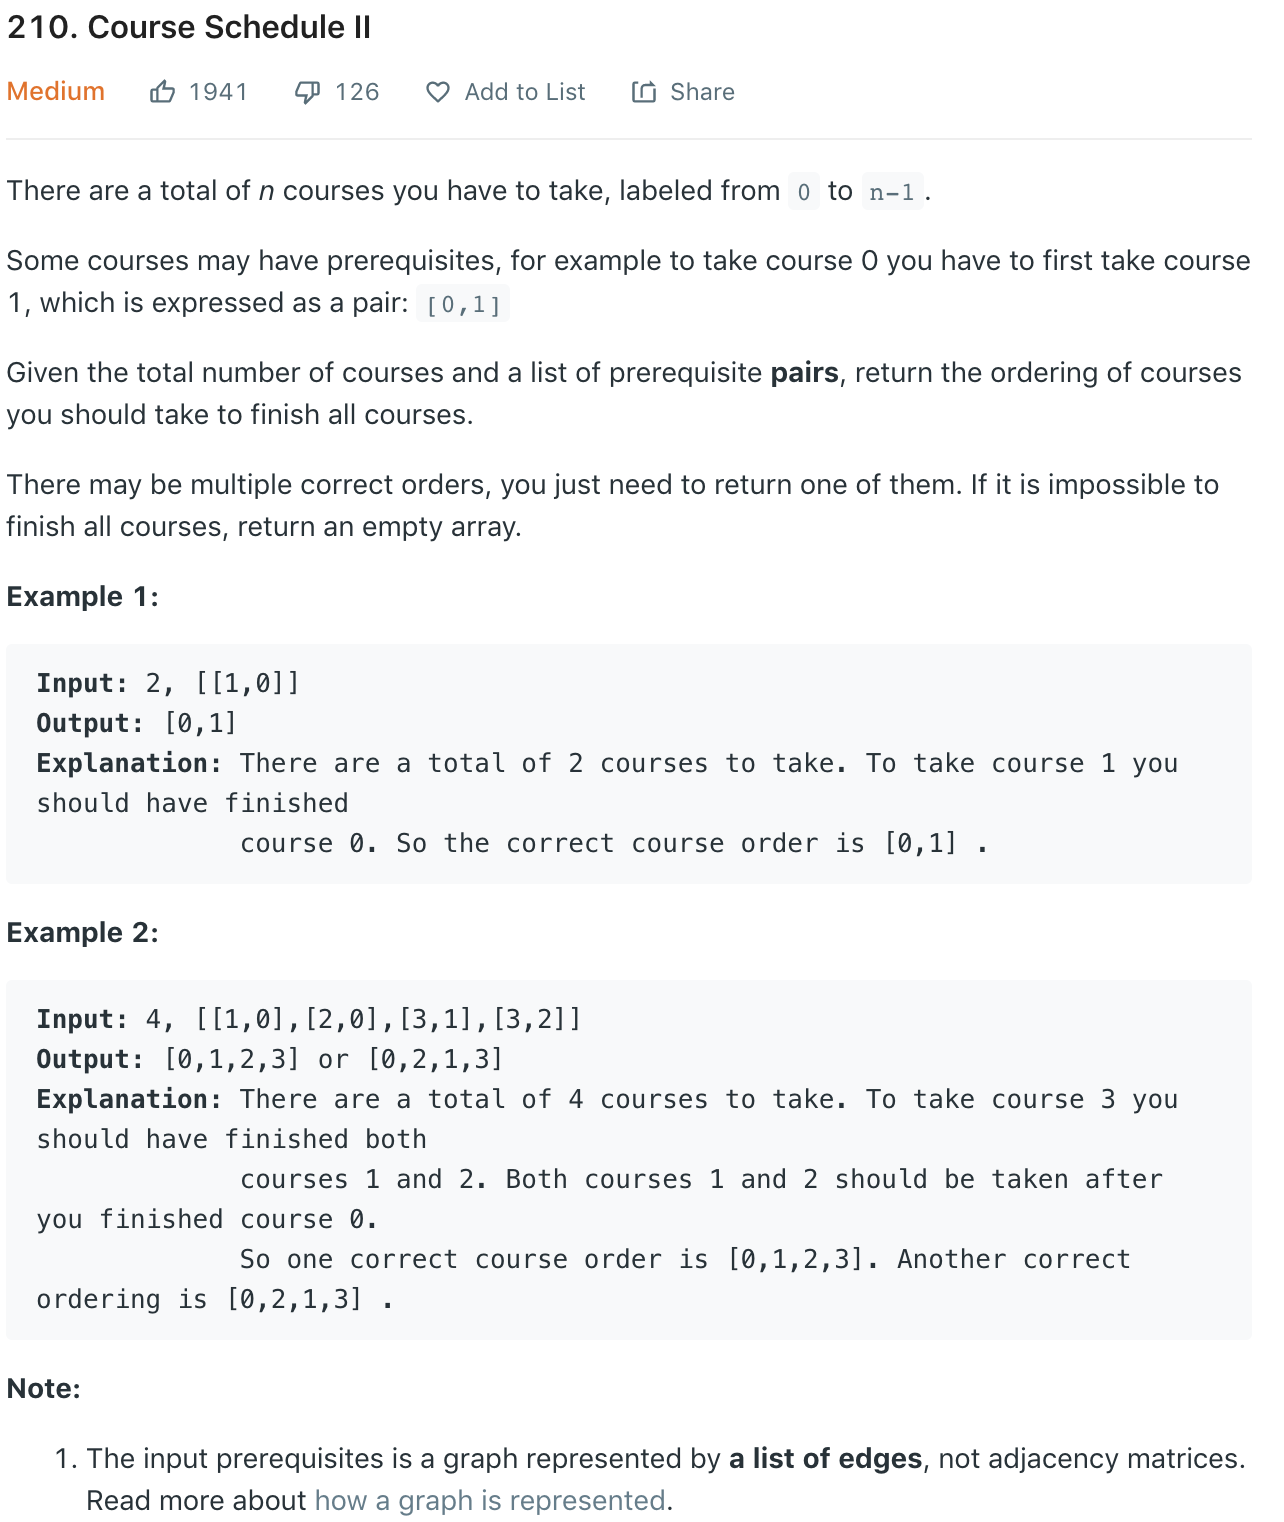 210. Course Schedule II
Medium 1941 126 Add to List Share
There are a total of n courses you have to take, labeled from 0 to n-1.
Some courses may have prerequisites, for example to take course 0 you have to first take course
1, which is expressed as a pair: [0,1]
Given the total number of courses and a list of prerequisite pairs, return the ordering of courses
you should take to finish all courses.
There may be multiple correct orders, you just need to return one of them. If it is impossible to
finish all courses, return an empty array.
Example 1:
Input: 2, [[1,0]]
Output: [0,1]
Explanation: There are a total of 2 courses to take. To take course 1 you
should have finished
course 0. So the correct course order is [0,1] .
Example 2:
Input: 4, [[1,0],[2,0],[3,1],[3,2]]
Output: [0,1,2,3] or [0,2,1,3]
Explanation: There are a total of 4 courses to take. To take course 3 you
should have finished both
courses 1 and 2. Both courses 1 and 2 should be taken after
you finished course 0.
So one correct course order is [0,1,2,3]. Another correct
ordering is [0,2,1,3] .
Note:
1. The input prerequisites is a graph represented by a list of edges, not adjacency matrices.
Read more about how a graph is represented.